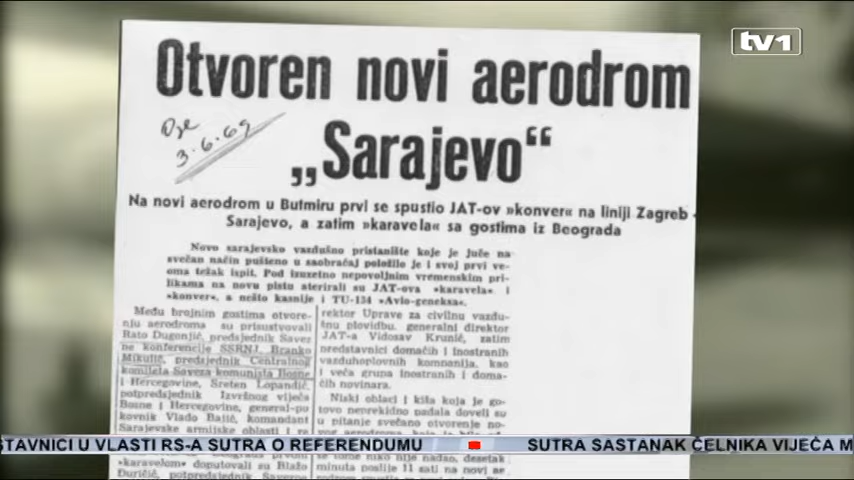 tv1
Otvoren novi aerodrom
„Sarajevo“
3.6.69
Na novi aerodrom u Butmiru prvi se spustio JAT-ov »konver« na liniji Zagreb -
Sarajevo, a zatim »karavela« sa gostima iz Beograda
Novo sarajevsko vazdušno pristanište koje je juče na
svečan način pušteno u saobraćaj položilo je i svoj prvi ve-
oma težak ispit. Pod izuzetno nepovoljnim vremenskim pri-
likama na novu pistu aterirali su JAT-ova »karavela« i
»konver«, a nešto kasnije i TU-134 »Avio-geneksa«.
Među brojnim gostima otvore-
nju aerodroma su prisustvovali
Rato Dugonjić, predsjednik Savez
ne konferencije SSRNJ, Branko
Mikulić, predsjednik Centralnog
komiteta Saveza komunista Bosne
i Hercegovine, Sreten Lopandić,
potpredsjednik Izvršnog vijeća
Bosne i Hercegovine, general-pu
kovnik Vlado Bajić, komandant
Sarajevske armijske oblasti i
»karavelom« doputovali su Blažo
Đuričić, potpredsjednik
rektor Uprave za civilnu vazdu-
šnu plovidbu, generalni direktor
JAT-a Vidosav Krunić, zatim
predstavnici domaćih i inostranih
vazduhoplovnih kompanija, kao
i veća grupa inostranih i doma-
ćih novinara.
Niski oblaci i kiša koja je go-
tovo neprekidno padala doveli su
u pitanje svečano otvorenje no-
se tome niko nije nadao, desetak
minuta poslije 11 sati na novi ae
STAVNICI U VLASTI RS-A SUTRA O REFERENDUMU
SUTRA SASTANAK ČELNIKA VIJEĆA M